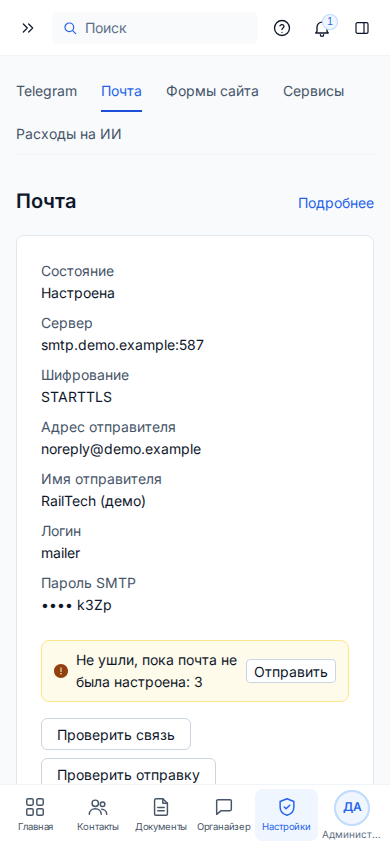 Поиск
1
Telegram
Почта
Формы сайта
Сервисы
Расходы на ИИ
Почта
Подробнее
Состояние
Настроена
Сервер
smtp.demo.example:587
Шифрование
STARTTLS
Адрес отправителя
noreply@demo.example
Имя отправителя
RailTech (демо)
Логин
mailer
Пароль SMTP
•••• k3Zp
Не ушли, пока почта не
была настроена: 3
Отправить
Проверить связь
Проверить отправку
Главная
Контакты
Документы
Органайзер
Настройки
ДА
Админист...